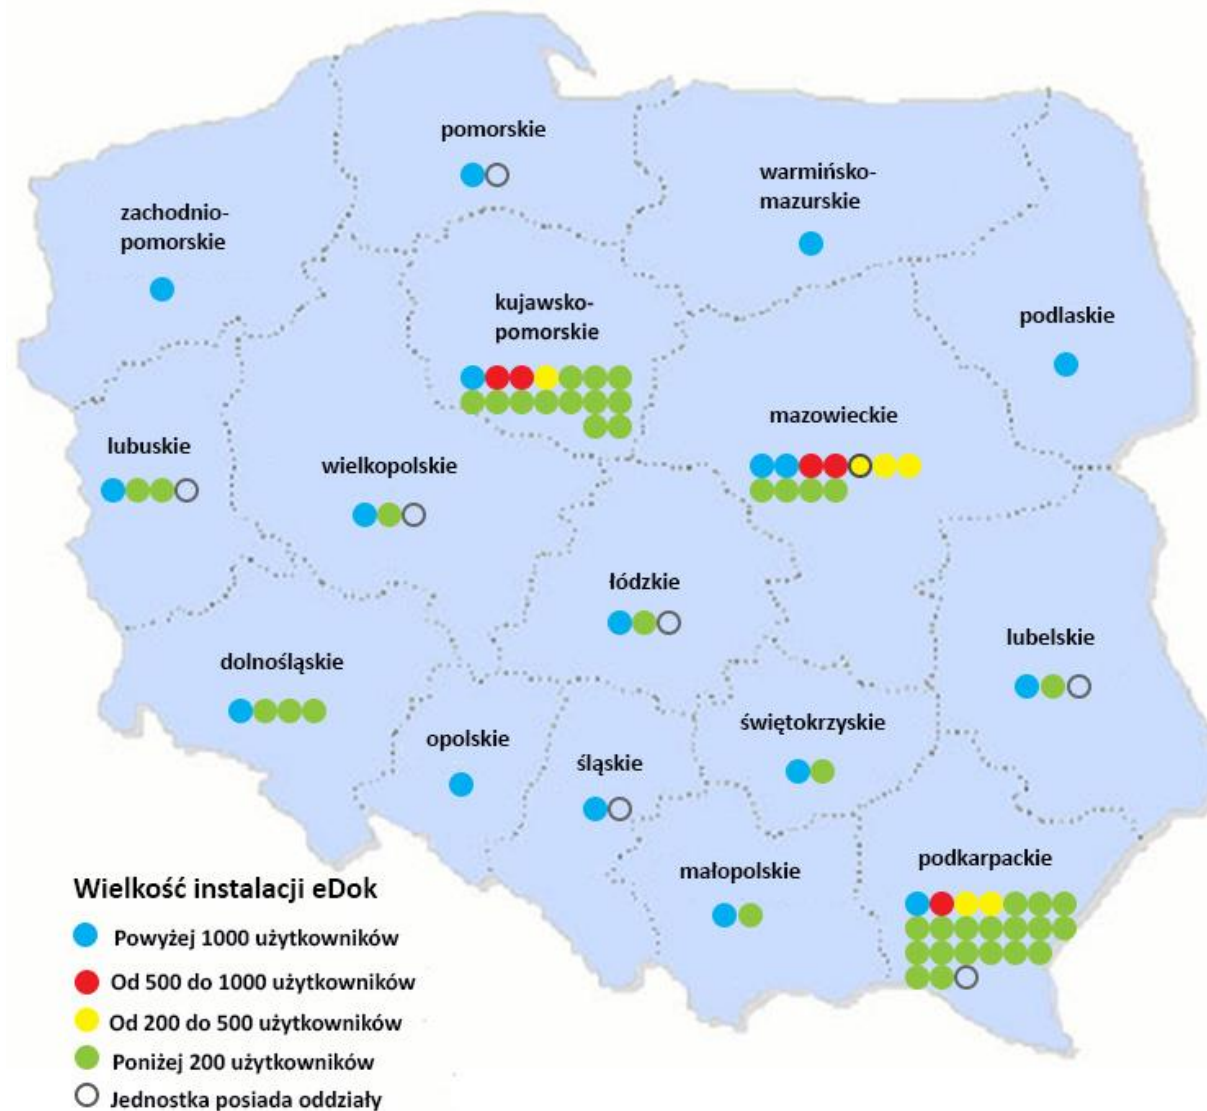 pomorskie
warmińsko-
mazurskie
zachodnio-
pomorskie
kujawsko-
pomorskie
podlaskie
mazowieckie
lubuskie
wielkopolskie
łódzkie
lubelskie
dolnośląskie
świętokrzyskie
opolskie
śląskie
podkarpackie
małopolskie
Wielkość instalacji eDok
Powyżej 1000 użytkowników
Od 500 do 1000 użytkowników
Od 200 do 500 użytkowników
Poniżej 200 użytkowników
Jednostka posiada oddziały